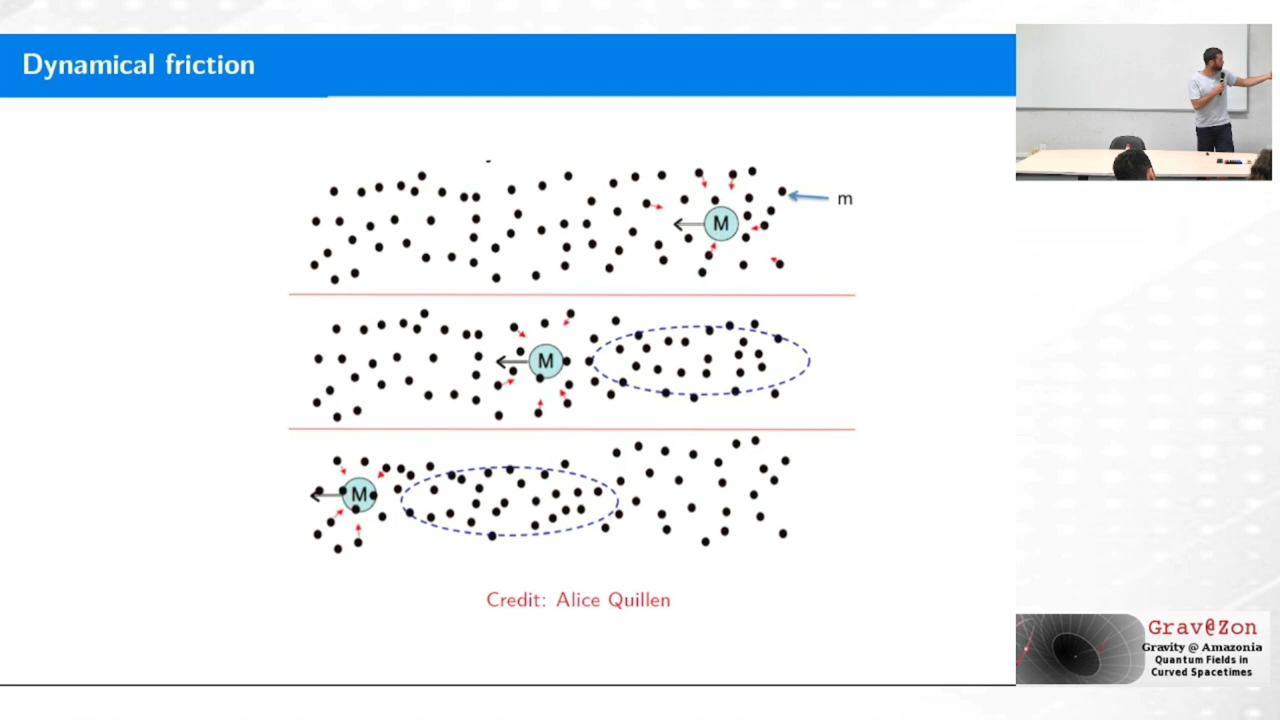 Dynamical friction
m
M
M
M
Credit: Alice Quillen
Grav@Zon
Gravity @ Amazonia
Quantum Fields in
Curved Spacetimes